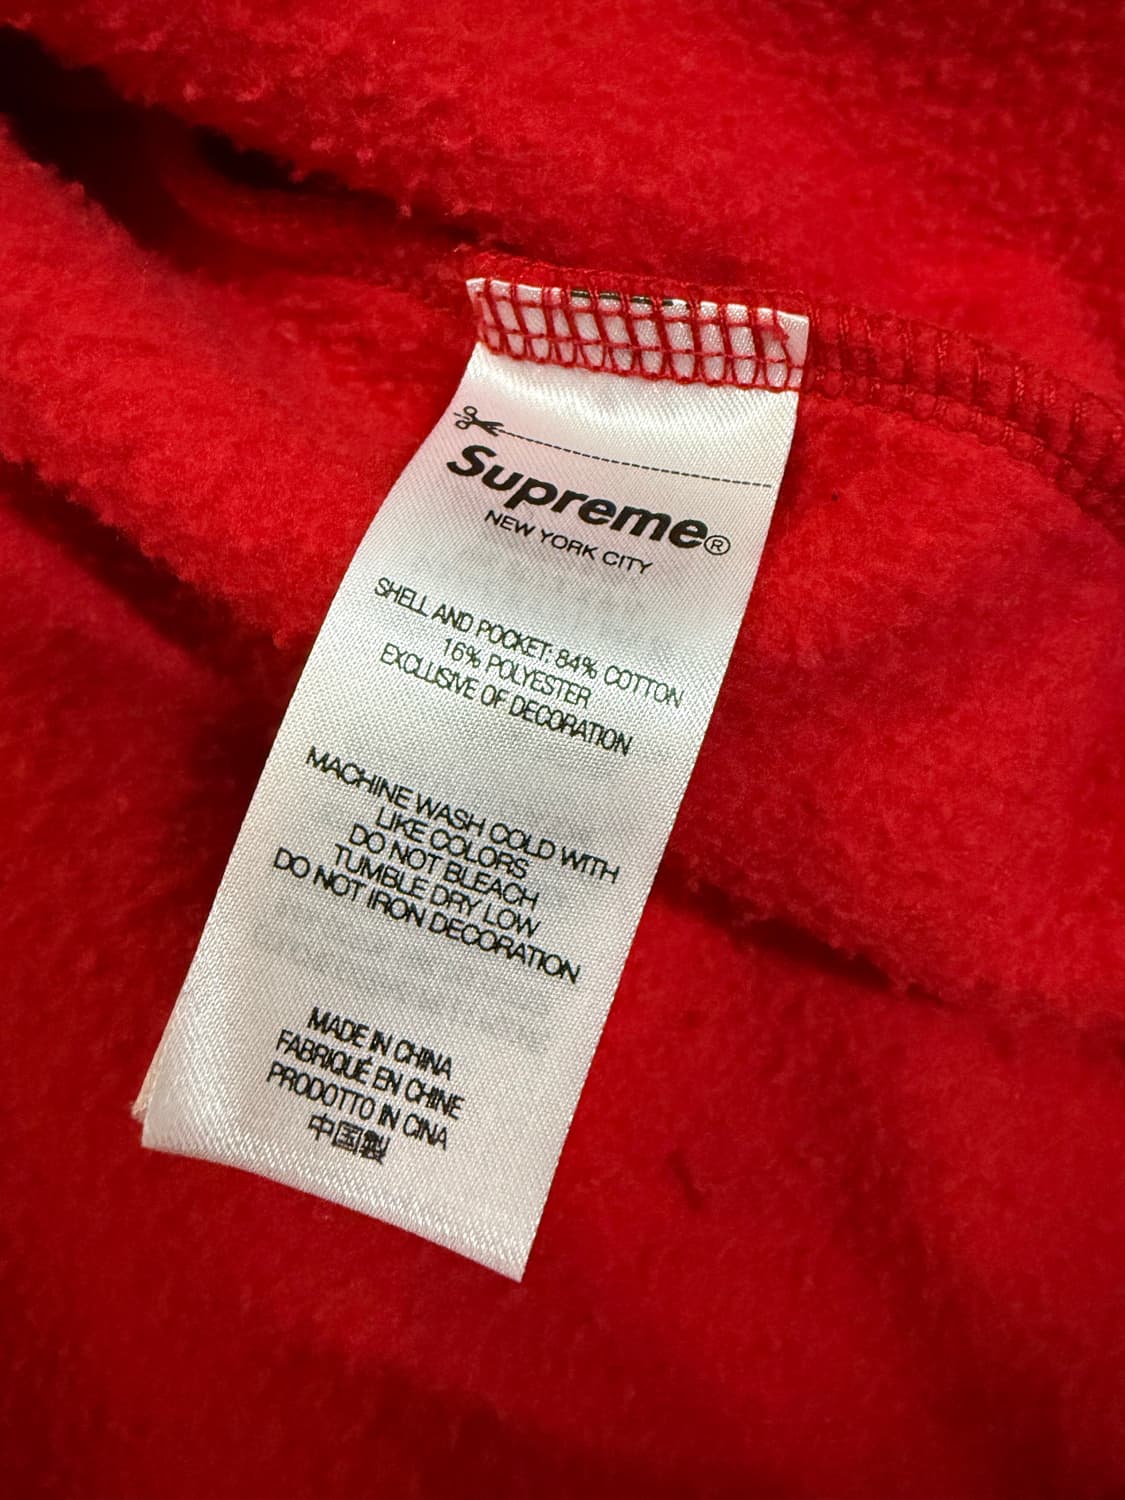 Supreme®
NEW YORK CITY
SHELL AND POCKET: 84% COTTON
16% POLYESTER
EXCLUSIVE OF DECORATION
MACHINE WASH COLD WITH
LIKE COLORS
DO NOT BLEACH
TUMBLE DRY LOW
DO NOT IRON DECORATION
MADE IN CHINA
FABRIQUÉ EN CHINE
PRODOTTO IN CINA
中国製